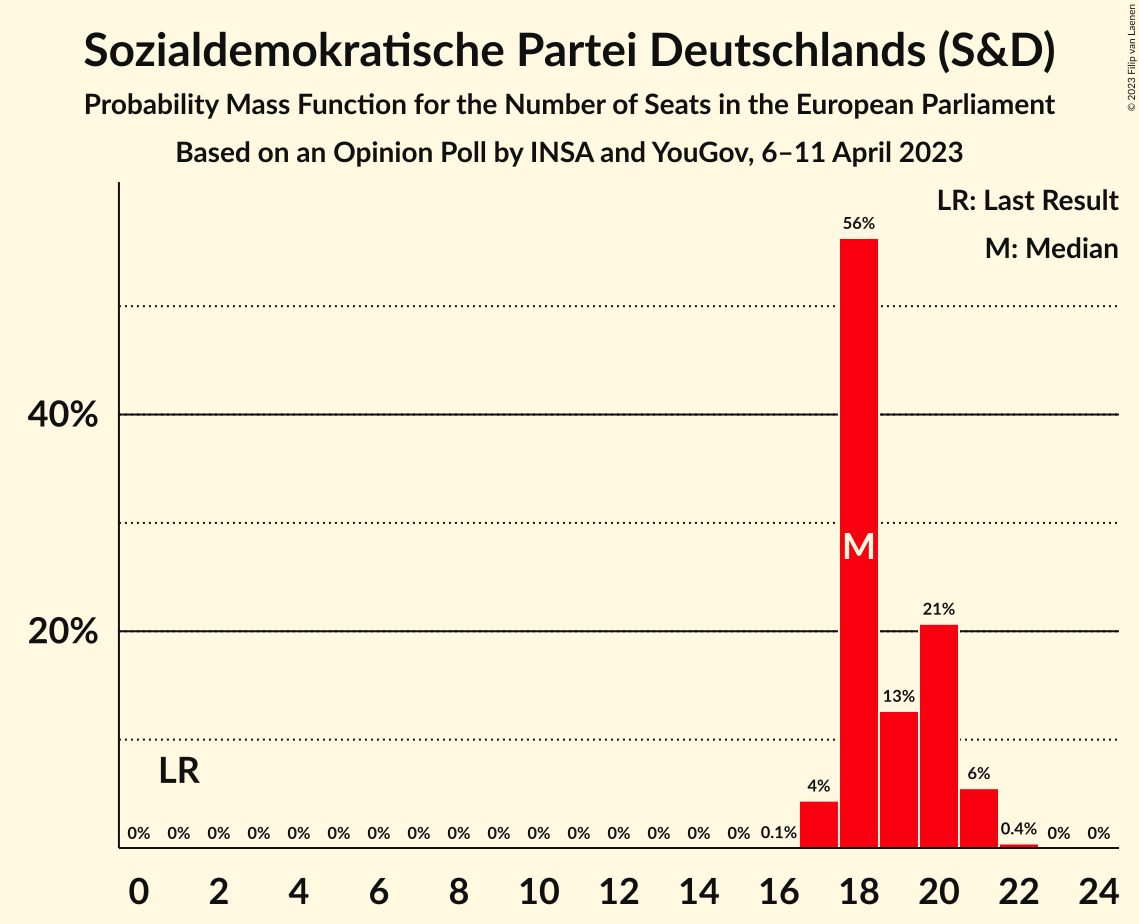 Sozialdemokratische Partei Deutschlands (S&D)
Probability Mass Function for the Number of Seats in the European Parliament
Based on an Opinion Poll by INSA and YouGov, 6–11 April 2023
© 2023 Filip van Laenen
LR: Last Result
M: Median
56%
40%
M
21%
20%
13%
LR
6%
4%
0% 0% 0% 0% 0% 0% 0% 0% 0% 0% 0% 0% 0% 0% 0% 0% 0.1% 0.4% 0% 0%
0 2 4 6 8 10 12 14 16 18 20 22 24